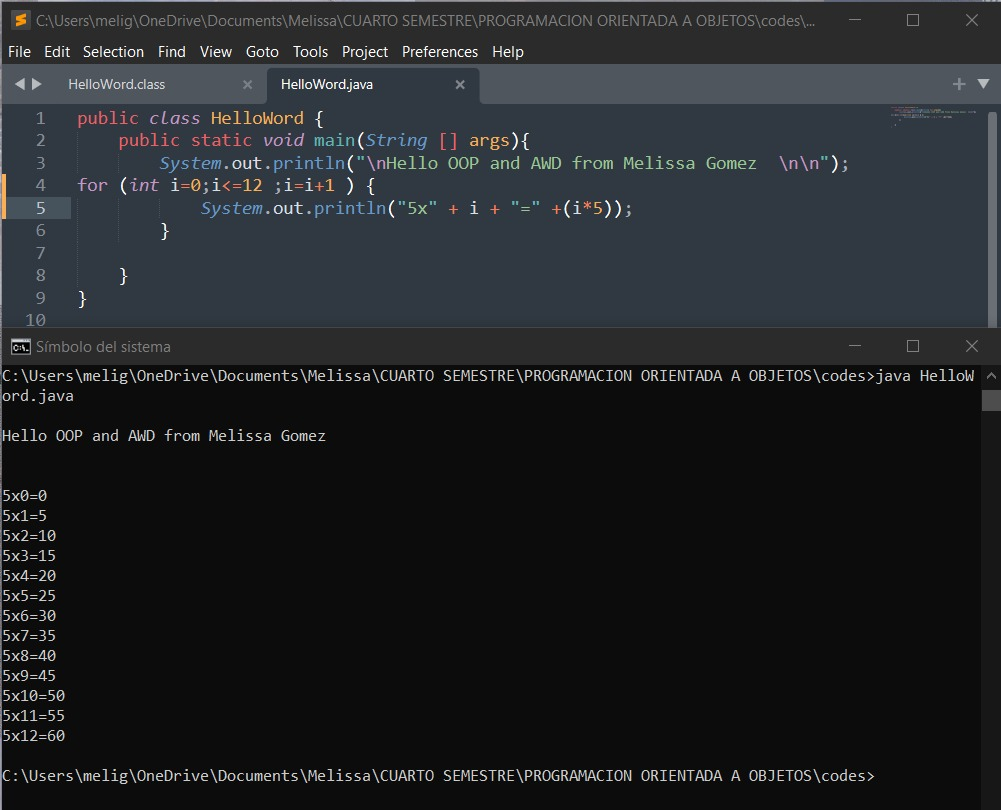 C:\Users\melig\OneDrive\Documents\Melissa\CUARTO SEMESTRE\PROGRAMACION ORIENTADA A OBJETOS\codes\...
File Edit Selection Find View Goto Tools Project Preferences Help
HelloWord.class HelloWord.java
1 public class HelloWord {
2 public static void main(String [] args){
3 System.out.println("\nHello OOP and AWD from Melissa Gomez  \n\n");
4 for (int i=0;i<=12 ;i=i+1 ) {
5 System.out.println("5x" + i + "=" +(i*5));
6 }
7
8 }
9 }
10
Símbolo del sistema
C:\Users\melig\OneDrive\Documents\Melissa\CUARTO SEMESTRE\PROGRAMACION ORIENTADA A OBJETOS\codes>java HelloW
ord.java
Hello OOP and AWD from Melissa Gomez
5x0=0
5x1=5
5x2=10
5x3=15
5x4=20
5x5=25
5x6=30
5x7=35
5x8=40
5x9=45
5x10=50
5x11=55
5x12=60
C:\Users\melig\OneDrive\Documents\Melissa\CUARTO SEMESTRE\PROGRAMACION ORIENTADA A OBJETOS\codes>